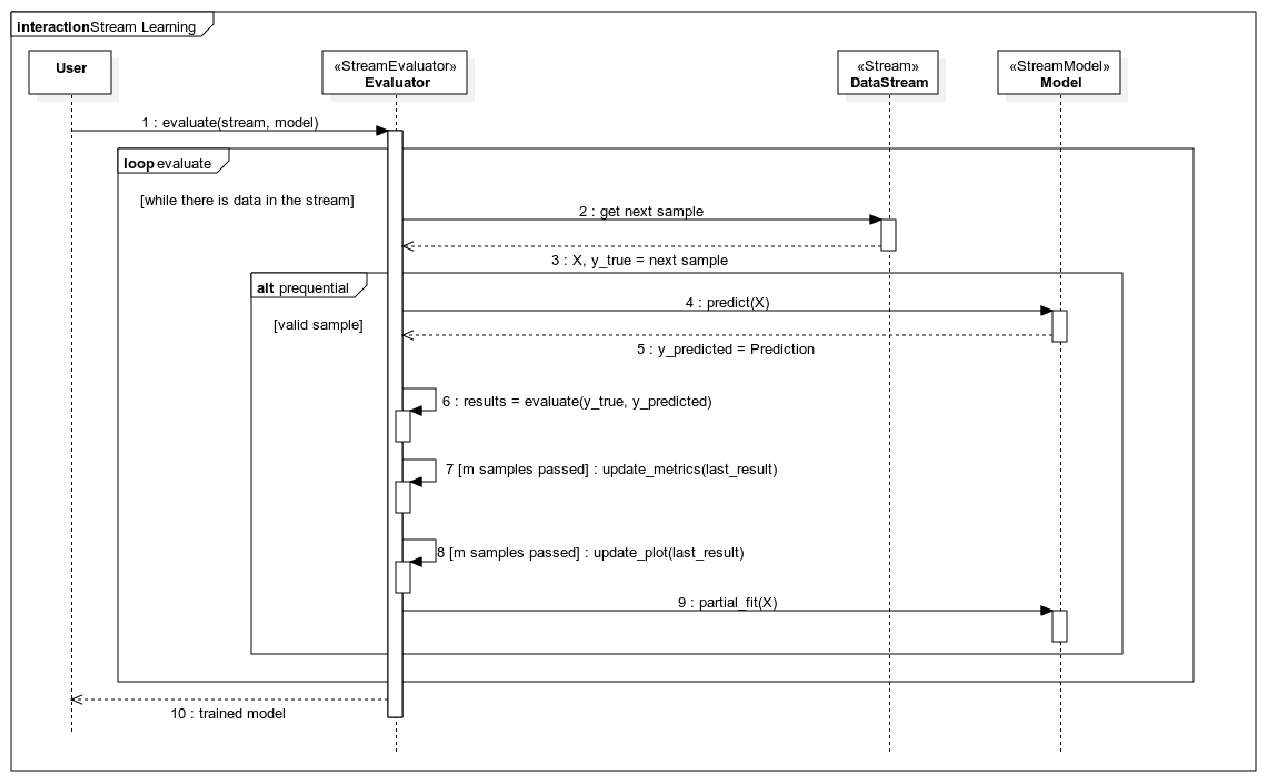 interactionStream Learning
User
«StreamEvaluator»
Evaluator
«Stream»
DataStream
«StreamModel»
Model
1 : evaluate(stream, model)
loop evaluate
[while there is data in the stream]
2 : get next sample
3 : X, y_true = next sample
alt prequential
4 : predict(X)
[valid sample]
5 : y_predicted = Prediction
6 : results = evaluate(y_true, y_predicted)
7 [m samples passed] : update_metrics(last_result)
8 [m samples passed] : update_plot(last_result)
9 : partial_fit(X)
10 : trained model